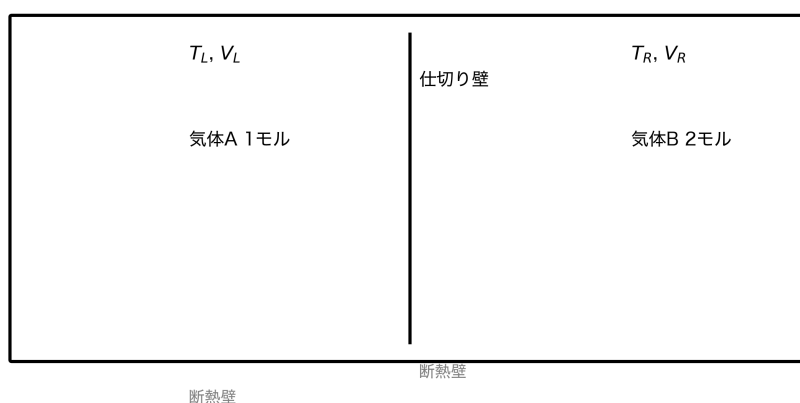 T_L, V_L
T_R, V_R
仕切り壁
気体A 1モル
気体B 2モル
断熱壁
断熱壁